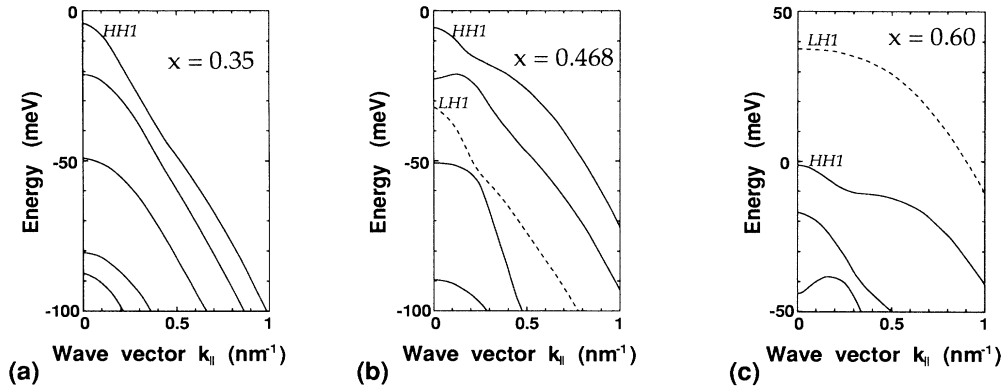 0
HH1
x = 0.35
-50
-100
Energy (meV)
0
0.5
1
Wave vector k|| (nm-1)
(a)
0
HH1
x = 0.468
LH1
-50
-100
Energy (meV)
0
0.5
1
Wave vector k|| (nm-1)
(b)
50
LH1
x = 0.60
0
HH1
-50
Energy (meV)
0
0.5
1
Wave vector k|| (nm-1)
(c)